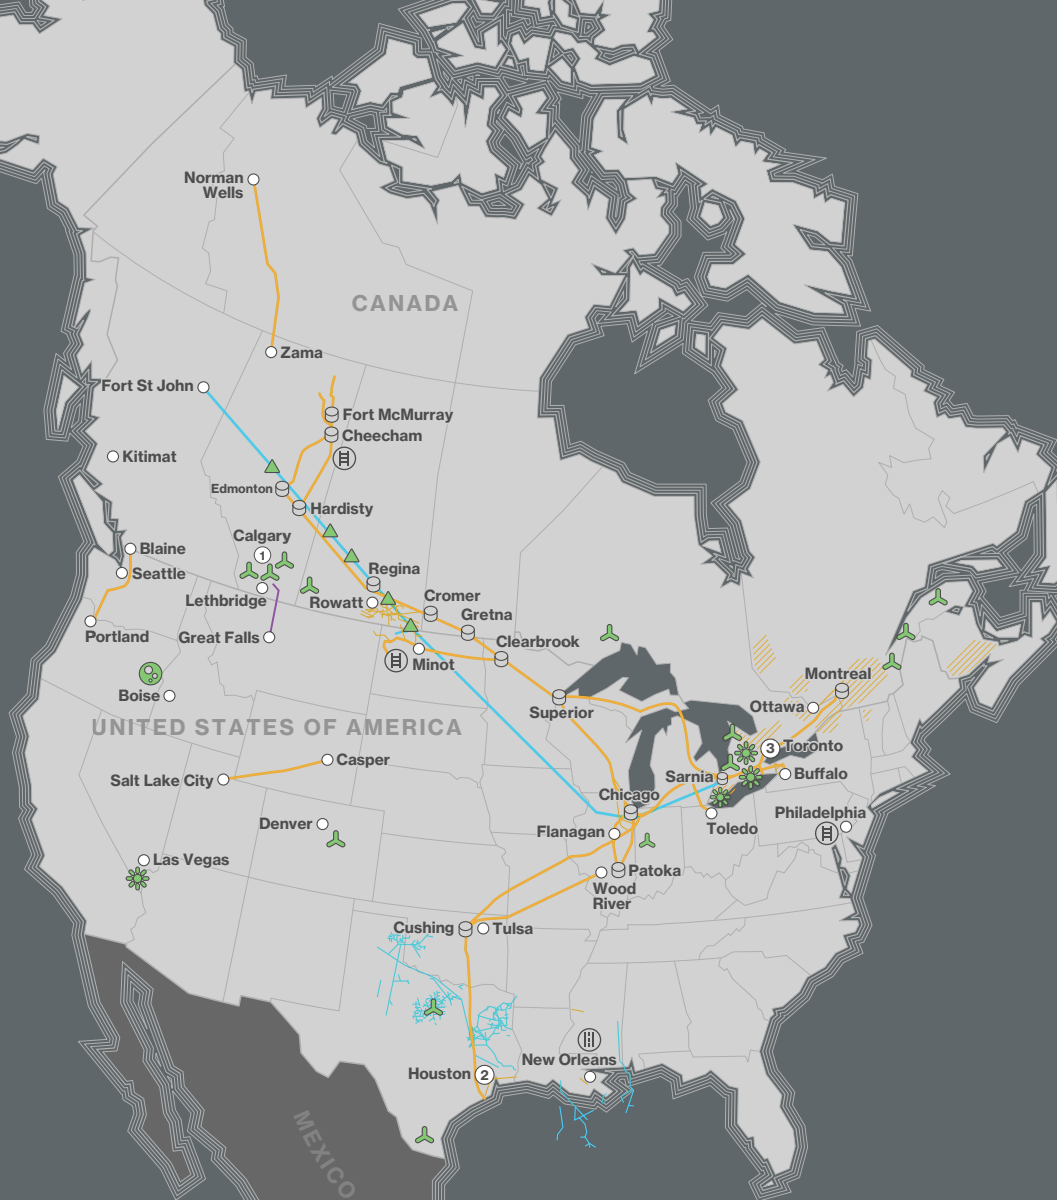 Norman
Wells
CANADA
Zama
Fort St John
Fort McMurray
Cheecham
Kitimat
Edmonton
Hardisty
Calgary
1
Blaine
Seattle
Regina
Lethbridge
Rowatt
Cromer
Gretna
Portland
Great Falls
Clearbrook
Minot
Montreal
Boise
Ottawa
Superior
UNITED STATES OF AMERICA
3
Toronto
Casper
Salt Lake City
Sarnia
Buffalo
Chicago
Philadelphia
Denver
Flanagan
Toledo
Las Vegas
Patoka
Wood
River
Cushing
Tulsa
New Orleans
Houston
2
MEXICO